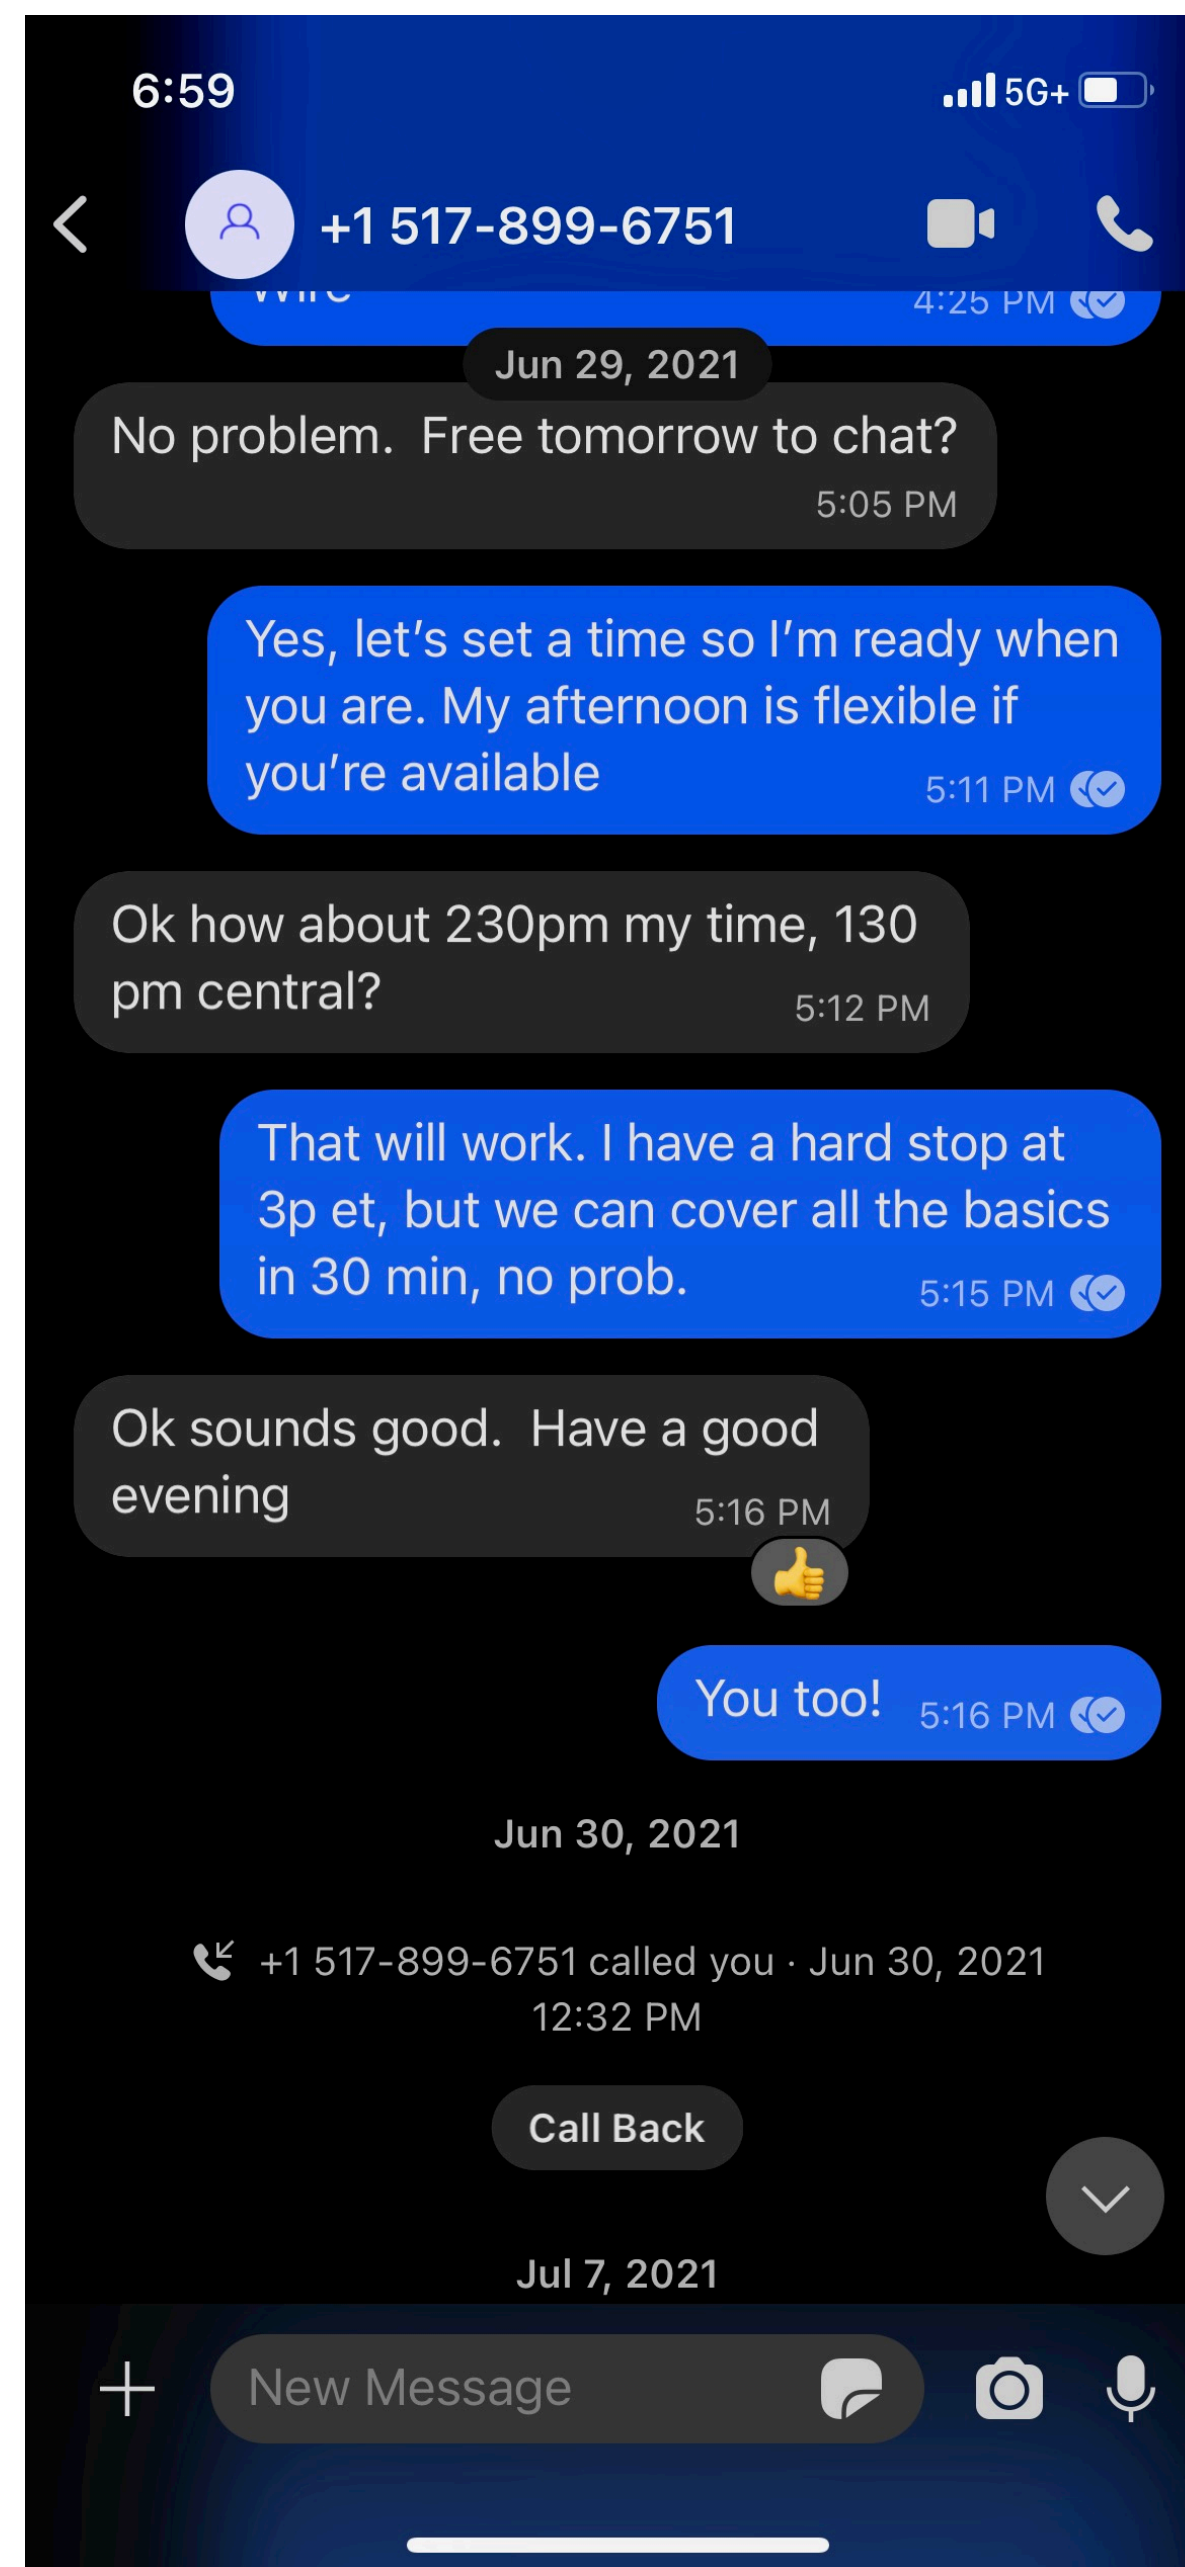 6:59
5G+
+1 517-899-6751
4:25 PM
Jun 29, 2021
No problem.  Free tomorrow to chat?
5:05 PM
Yes, let’s set a time so I’m ready when
you are. My afternoon is flexible if
you’re available
5:11 PM
Ok how about 230pm my time, 130
pm central?
5:12 PM
That will work. I have a hard stop at
3p et, but we can cover all the basics
in 30 min, no prob.
5:15 PM
Ok sounds good.  Have a good
evening
5:16 PM
You too!
5:16 PM
Jun 30, 2021
+1 517-899-6751 called you · Jun 30, 2021
12:32 PM
Call Back
Jul 7, 2021
New Message